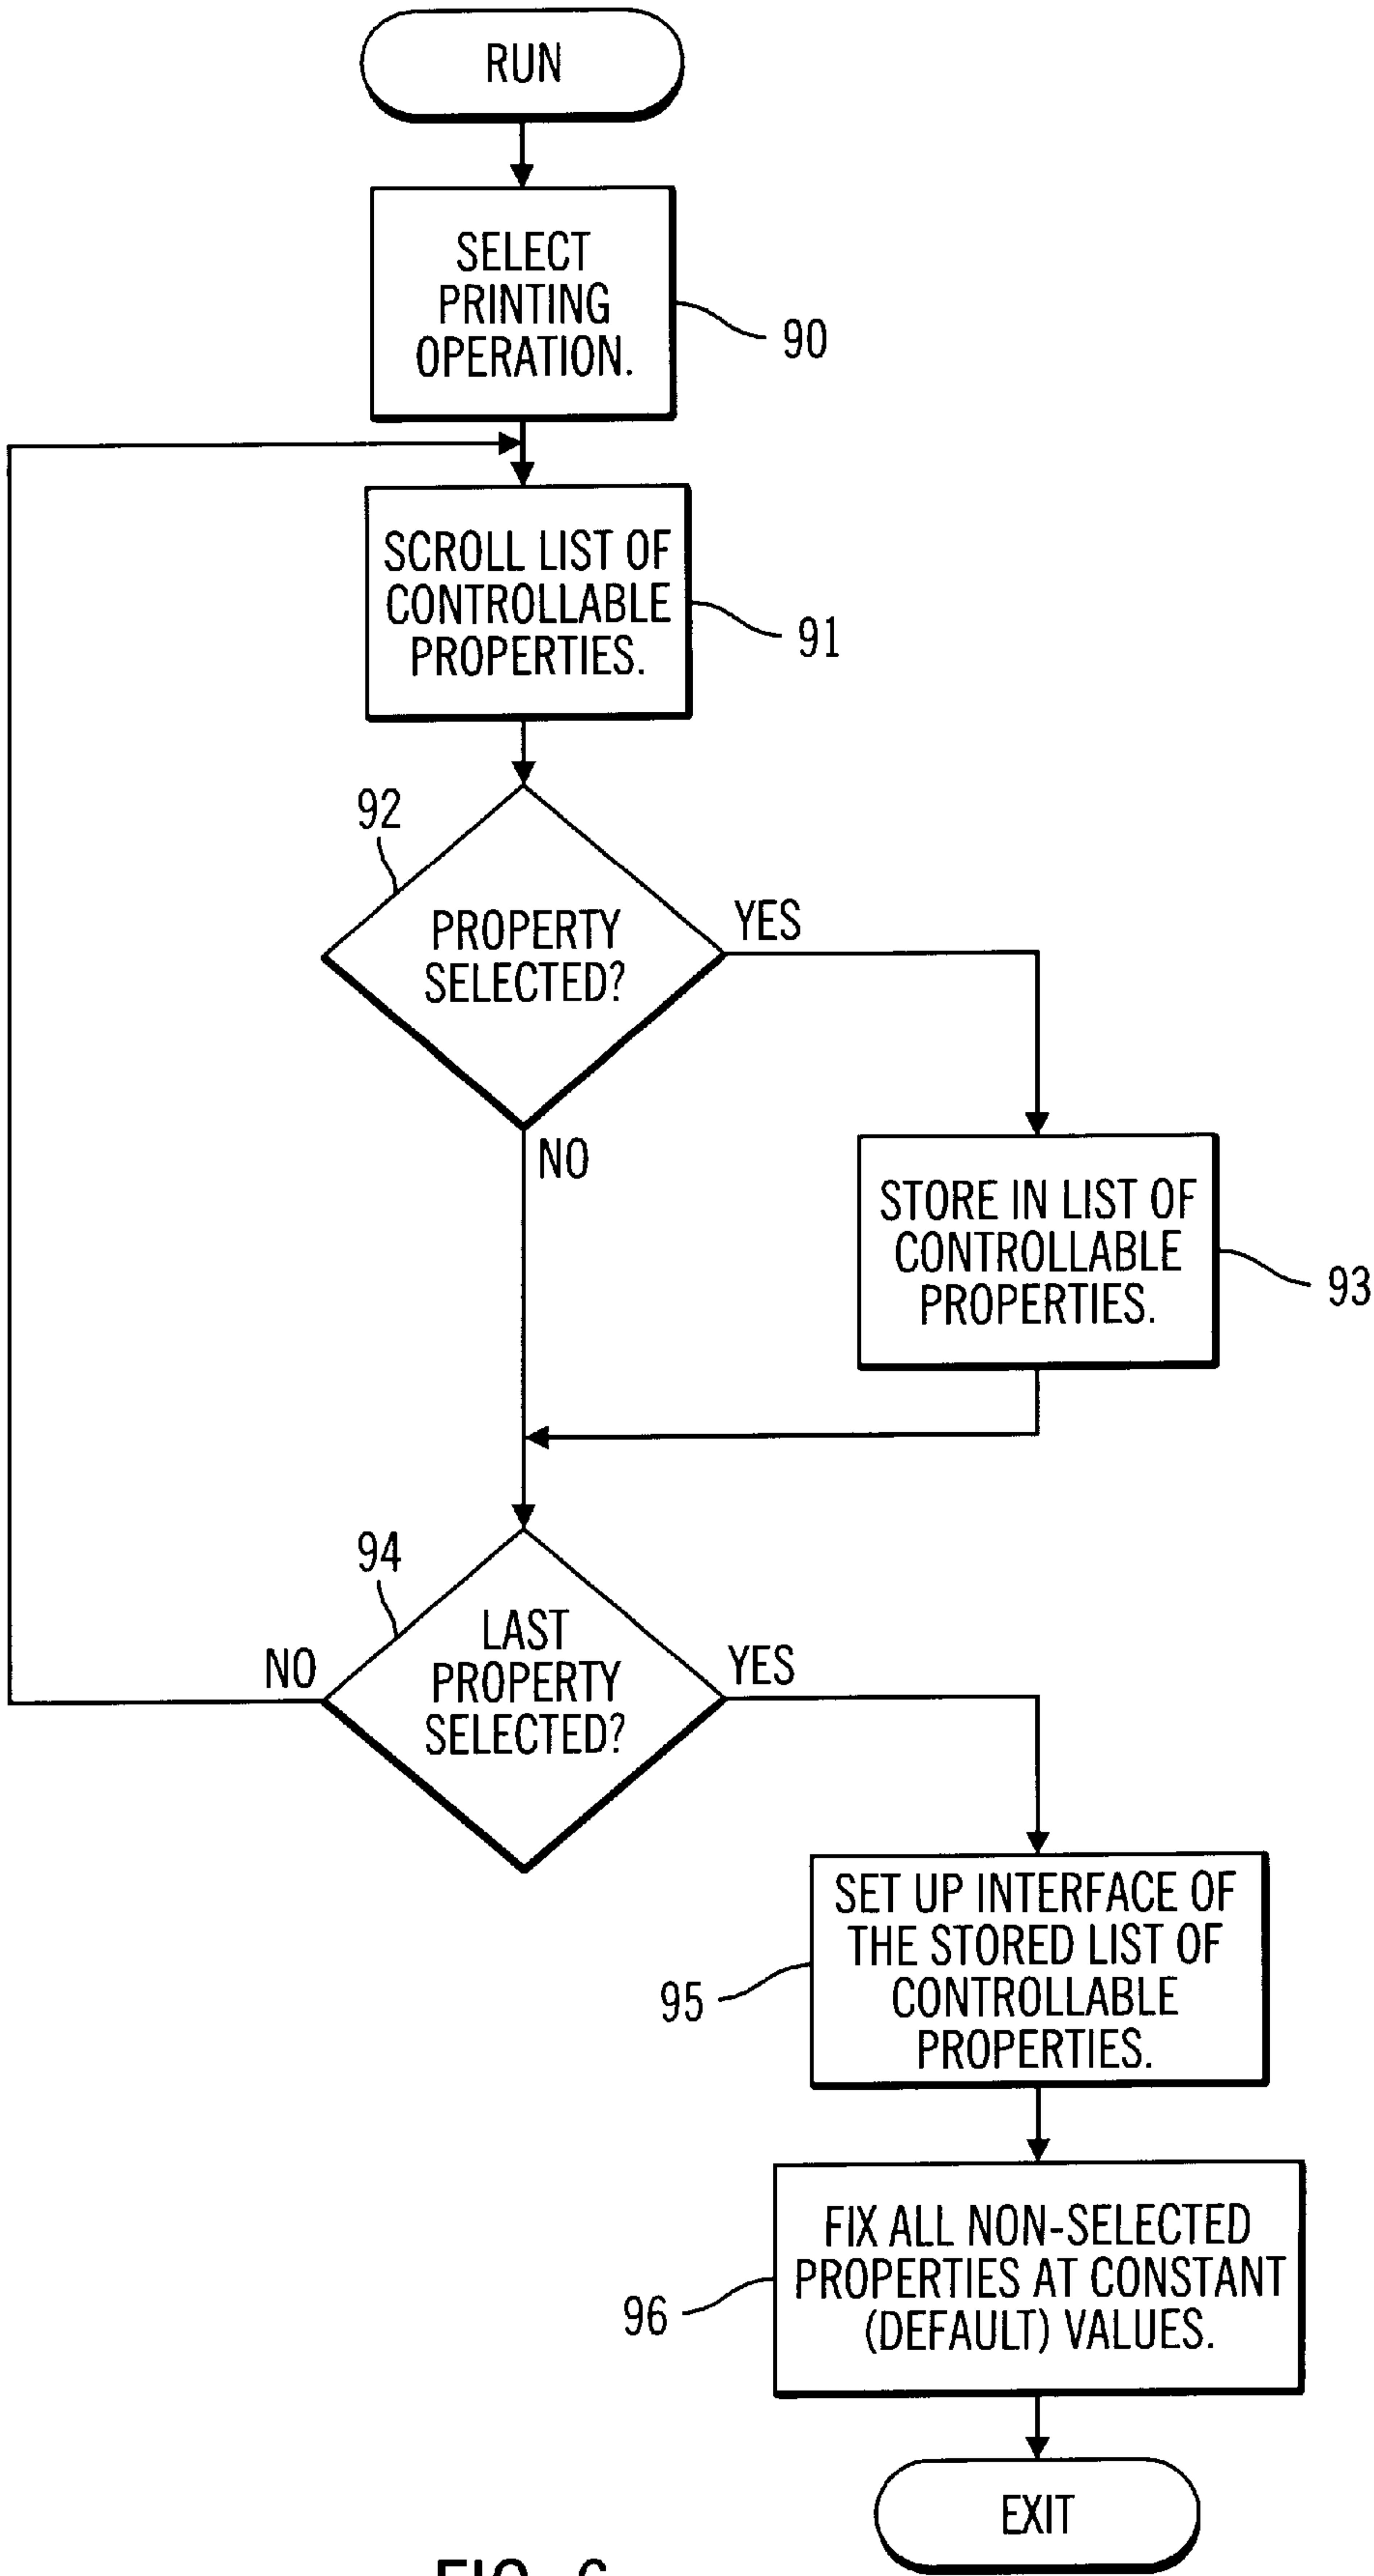 RUN
SELECT
PRINTING
OPERATION.
90
SCROLL LIST OF
CONTROLLABLE
PROPERTIES.
91
92
PROPERTY
SELECTED?
YES
NO
STORE IN LIST OF
CONTROLLABLE
PROPERTIES.
93
94
LAST
PROPERTY
SELECTED?
NO
YES
SET UP INTERFACE OF
THE STORED LIST OF
CONTROLLABLE
PROPERTIES.
95
FIX ALL NON-SELECTED
PROPERTIES AT CONSTANT
(DEFAULT) VALUES.
96
EXIT